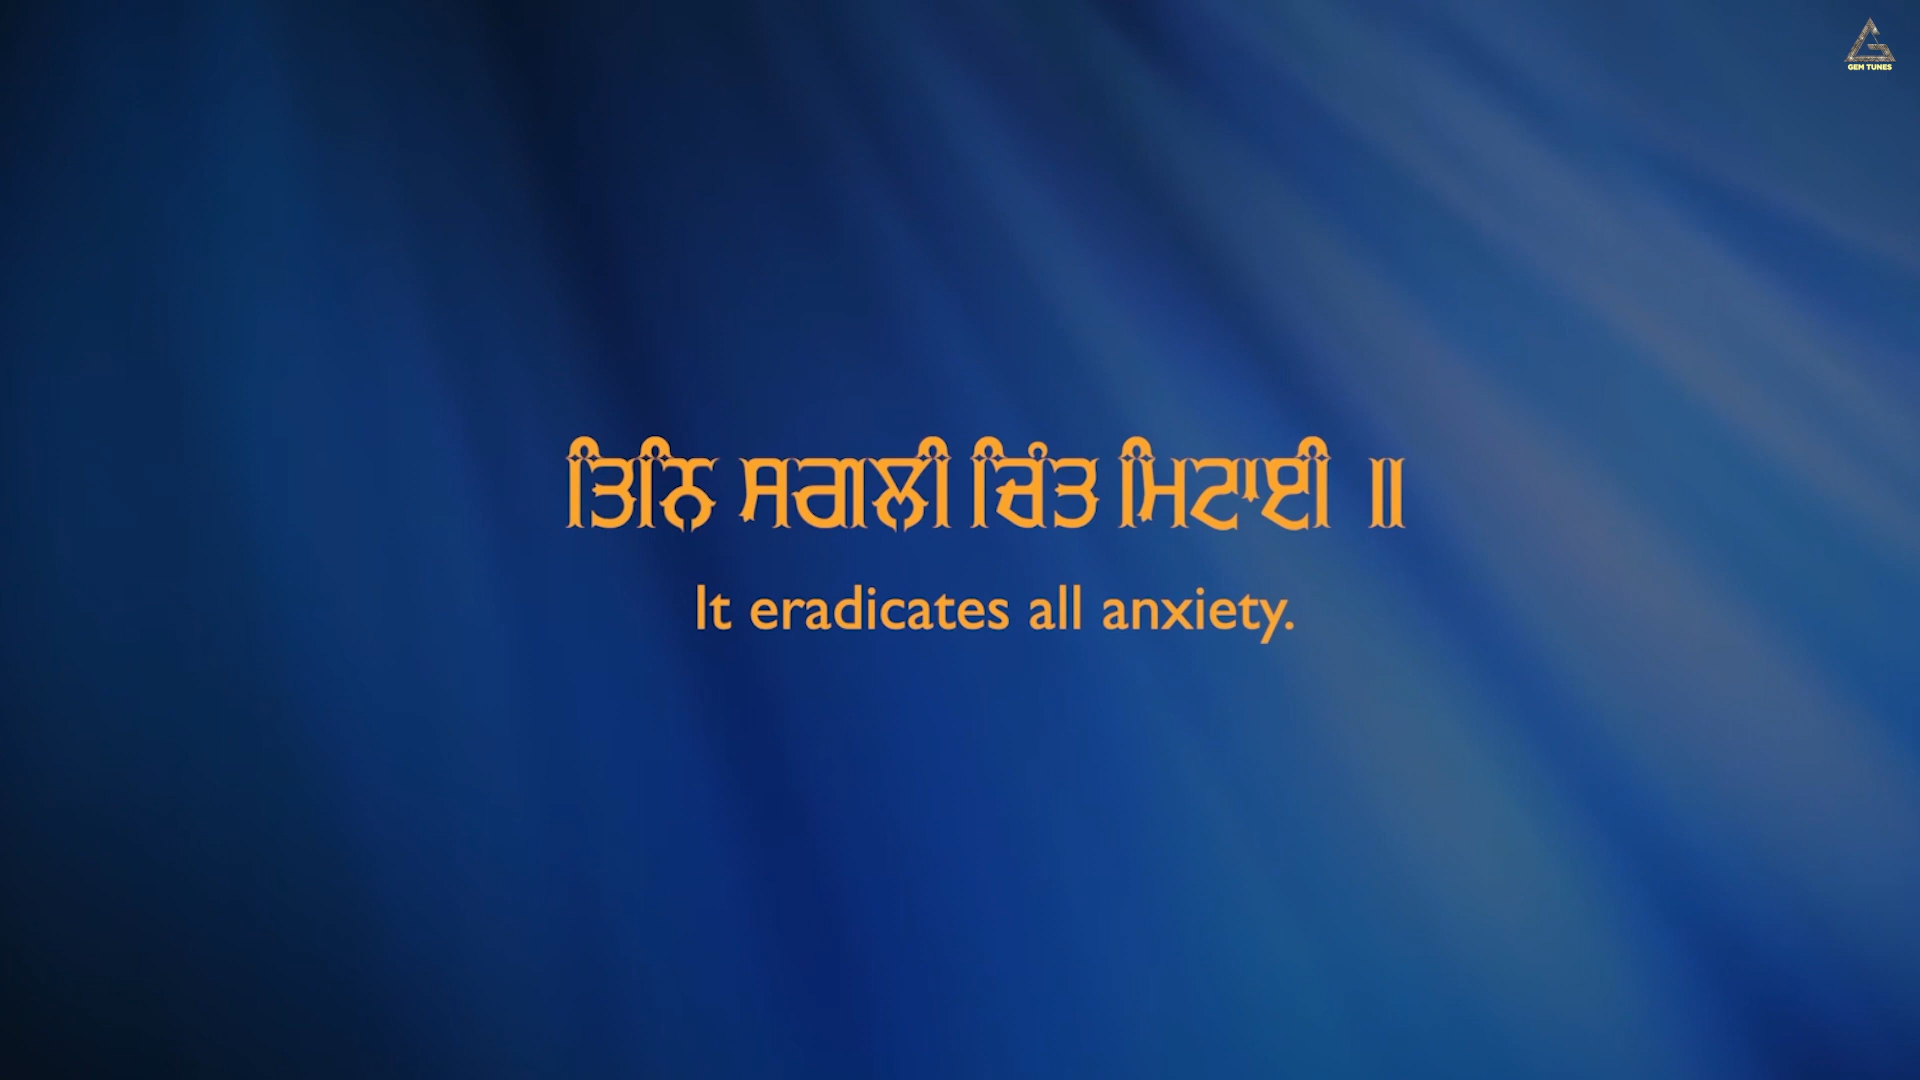 GEM TUNES
ਤਿਨਿ ਸਗਲੀ ਚਿੰਤ ਮਿਟਾਈ ॥
It eradicates all anxiety.